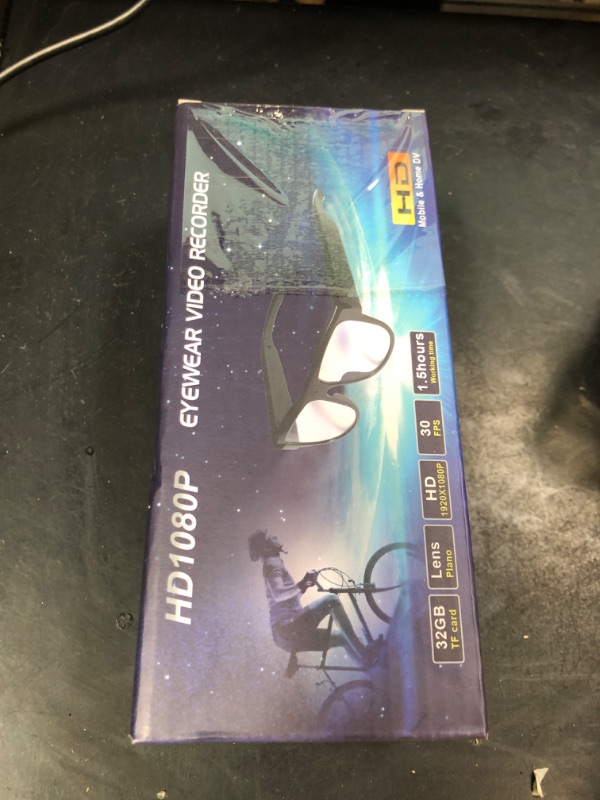 HD1080P EYEWEAR VIDEO RECORDER
HD
Mobile & Home DV
32GB
TF card
Lens
Plano
HD
1920X1080P
30
FPS
1.5hours
Working time